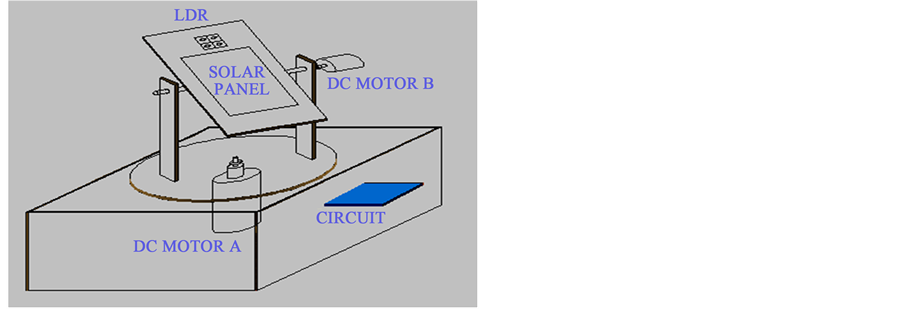 LDR
SOLAR
PANEL
DC MOTOR B
CIRCUIT
DC MOTOR A